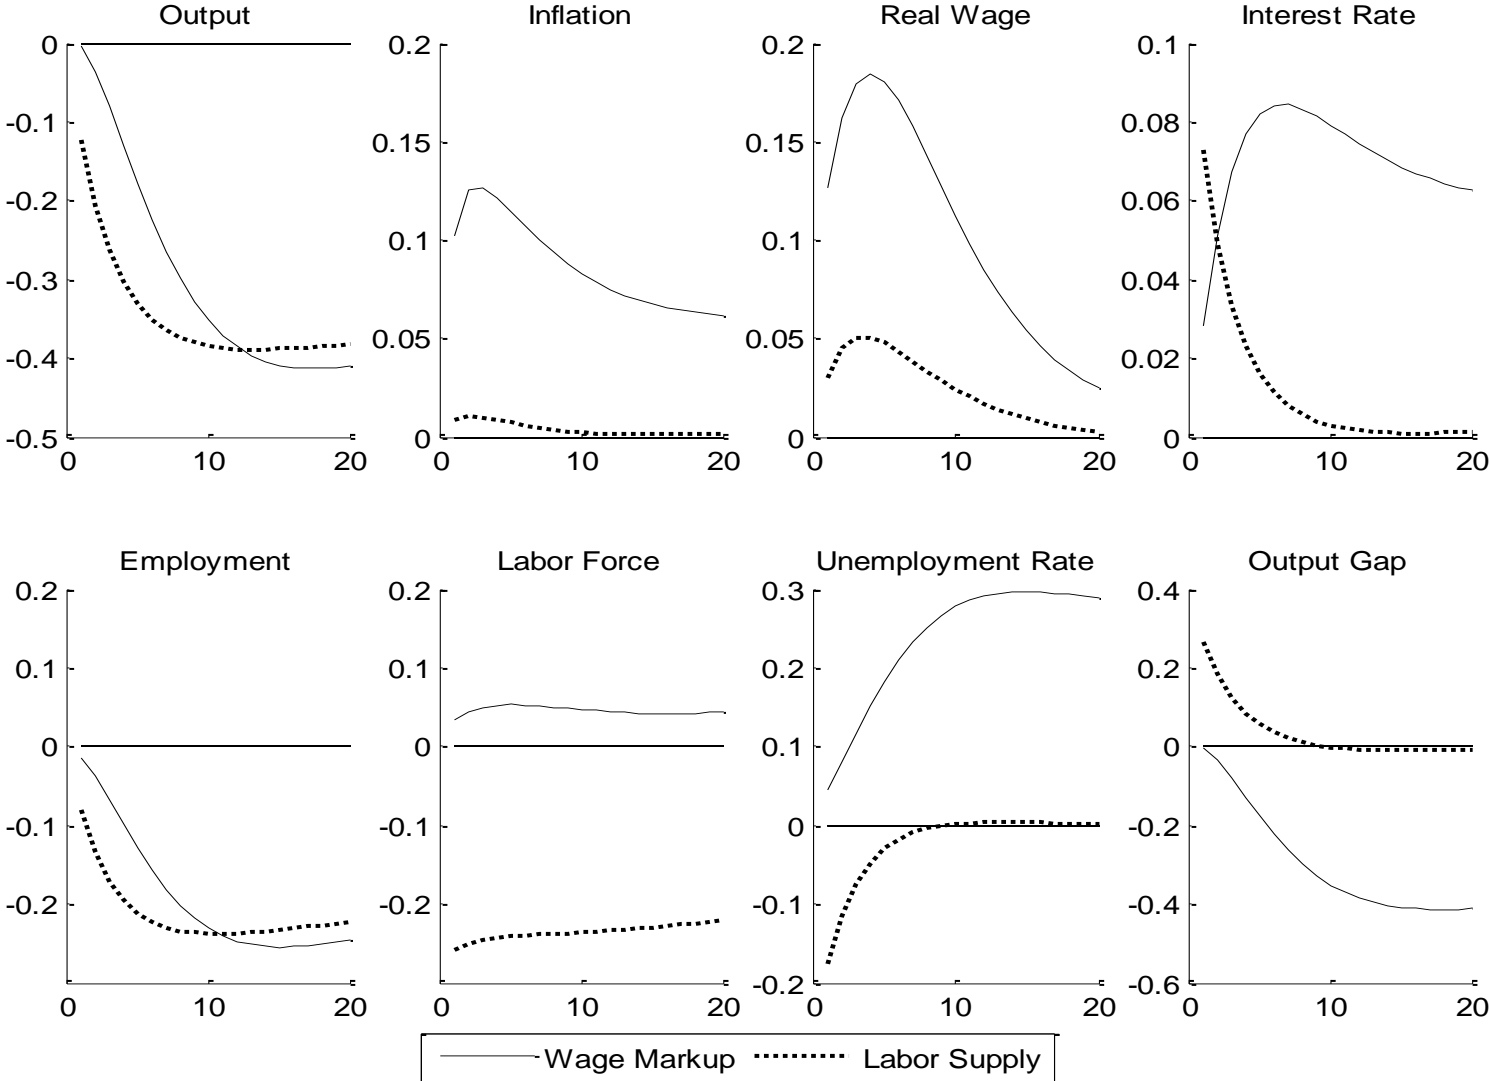 Output Inflation Real Wage Interest Rate
0 0.2 0.2 0.1
-0.1 0.15 0.15 0.08
-0.2 0.1 0.1 0.06
-0.3 0.04
-0.4 0.05 0.05 0.02
-0.5 0 0 0
0 10 20 0 10 20 0 10 20 0 10 20
Employment Labor Force Unemployment Rate Output Gap
0.2 0.2 0.3 0.4
0.1 0.1 0.2 0.2
0 0 0.1 0
-0.1 -0.1 0 -0.2
-0.2 -0.2 -0.1 -0.4
-0.2 -0.6
0 10 20 0 10 20 0 10 20 0 10 20
Wage Markup Labor Supply